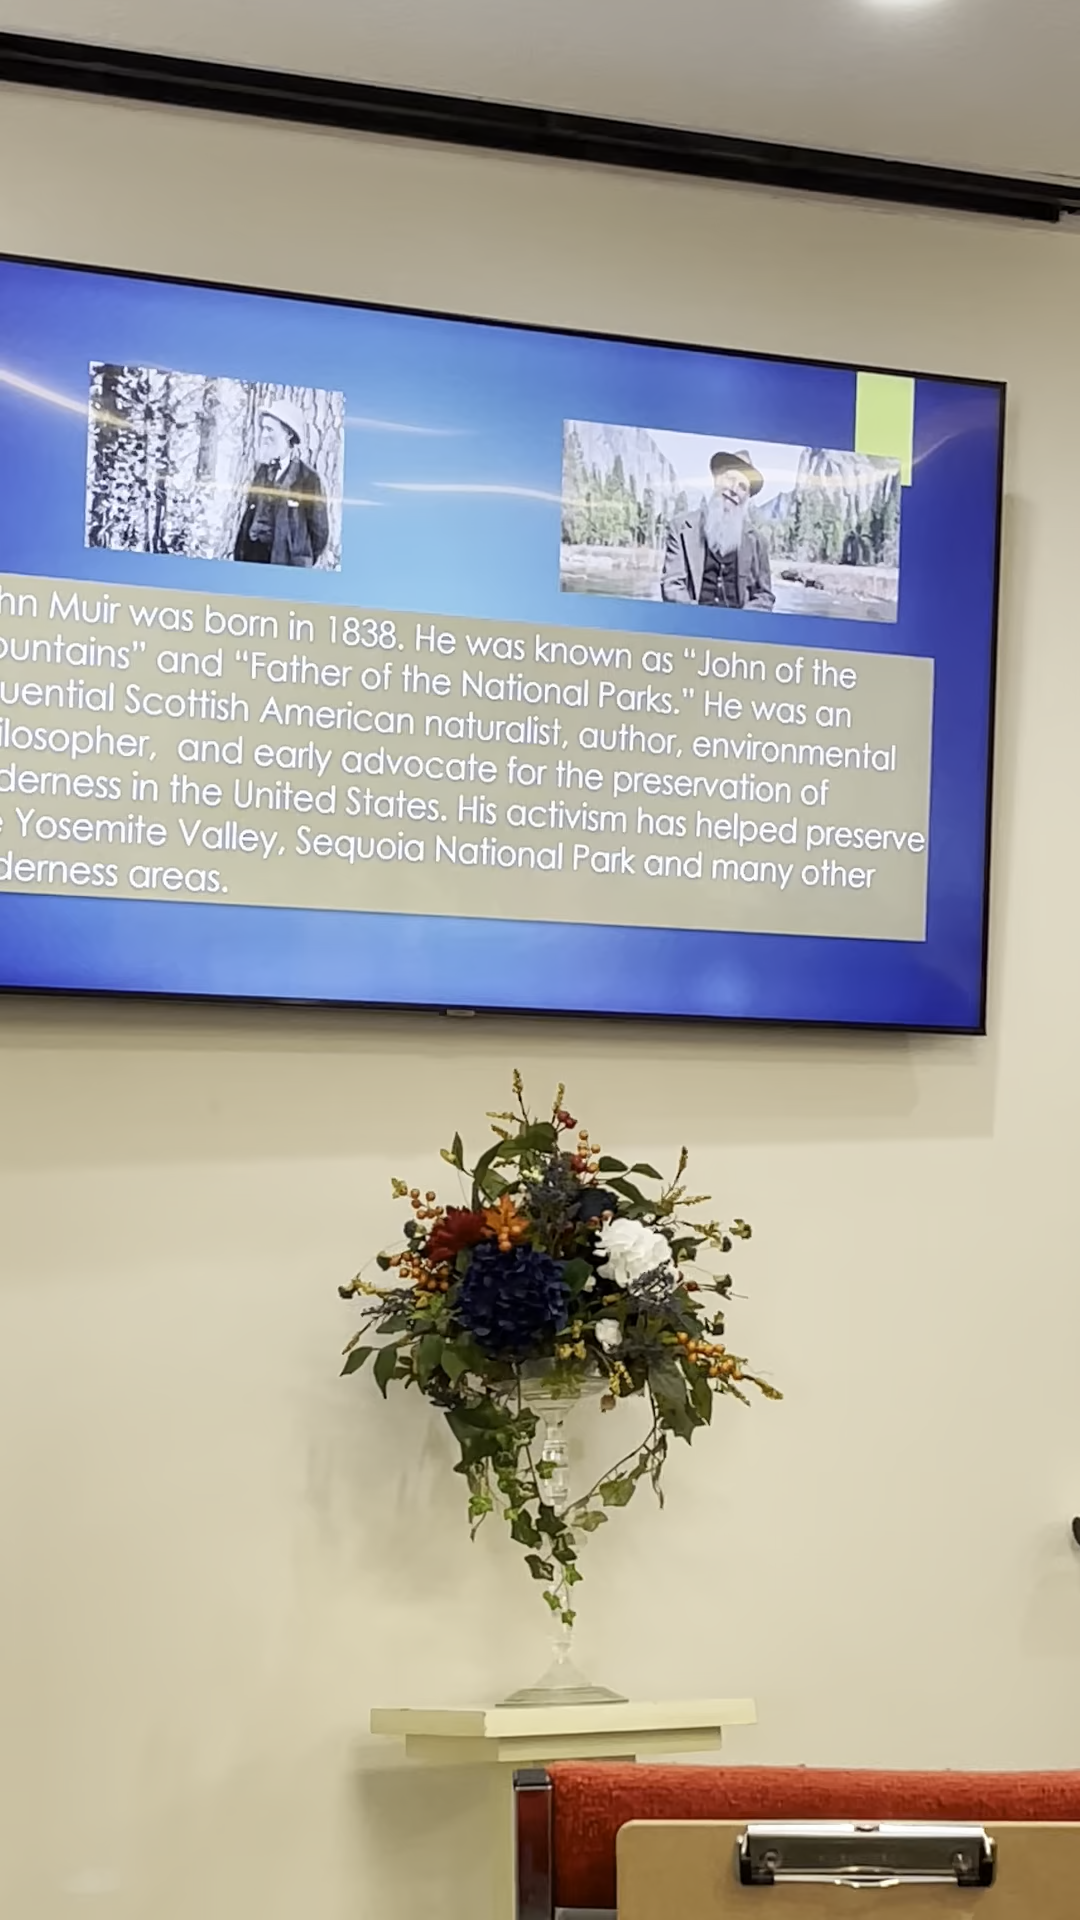 hn Muir was born in 1838. He was known as “John of the
ountains” and “Father of the National Parks.” He was an
uential Scottish American naturalist, author, environmental
ilosopher, and early advocate for the preservation of
derness in the United States. His activism has helped preserve
e Yosemite Valley, Sequoia National Park and many other
derness areas.